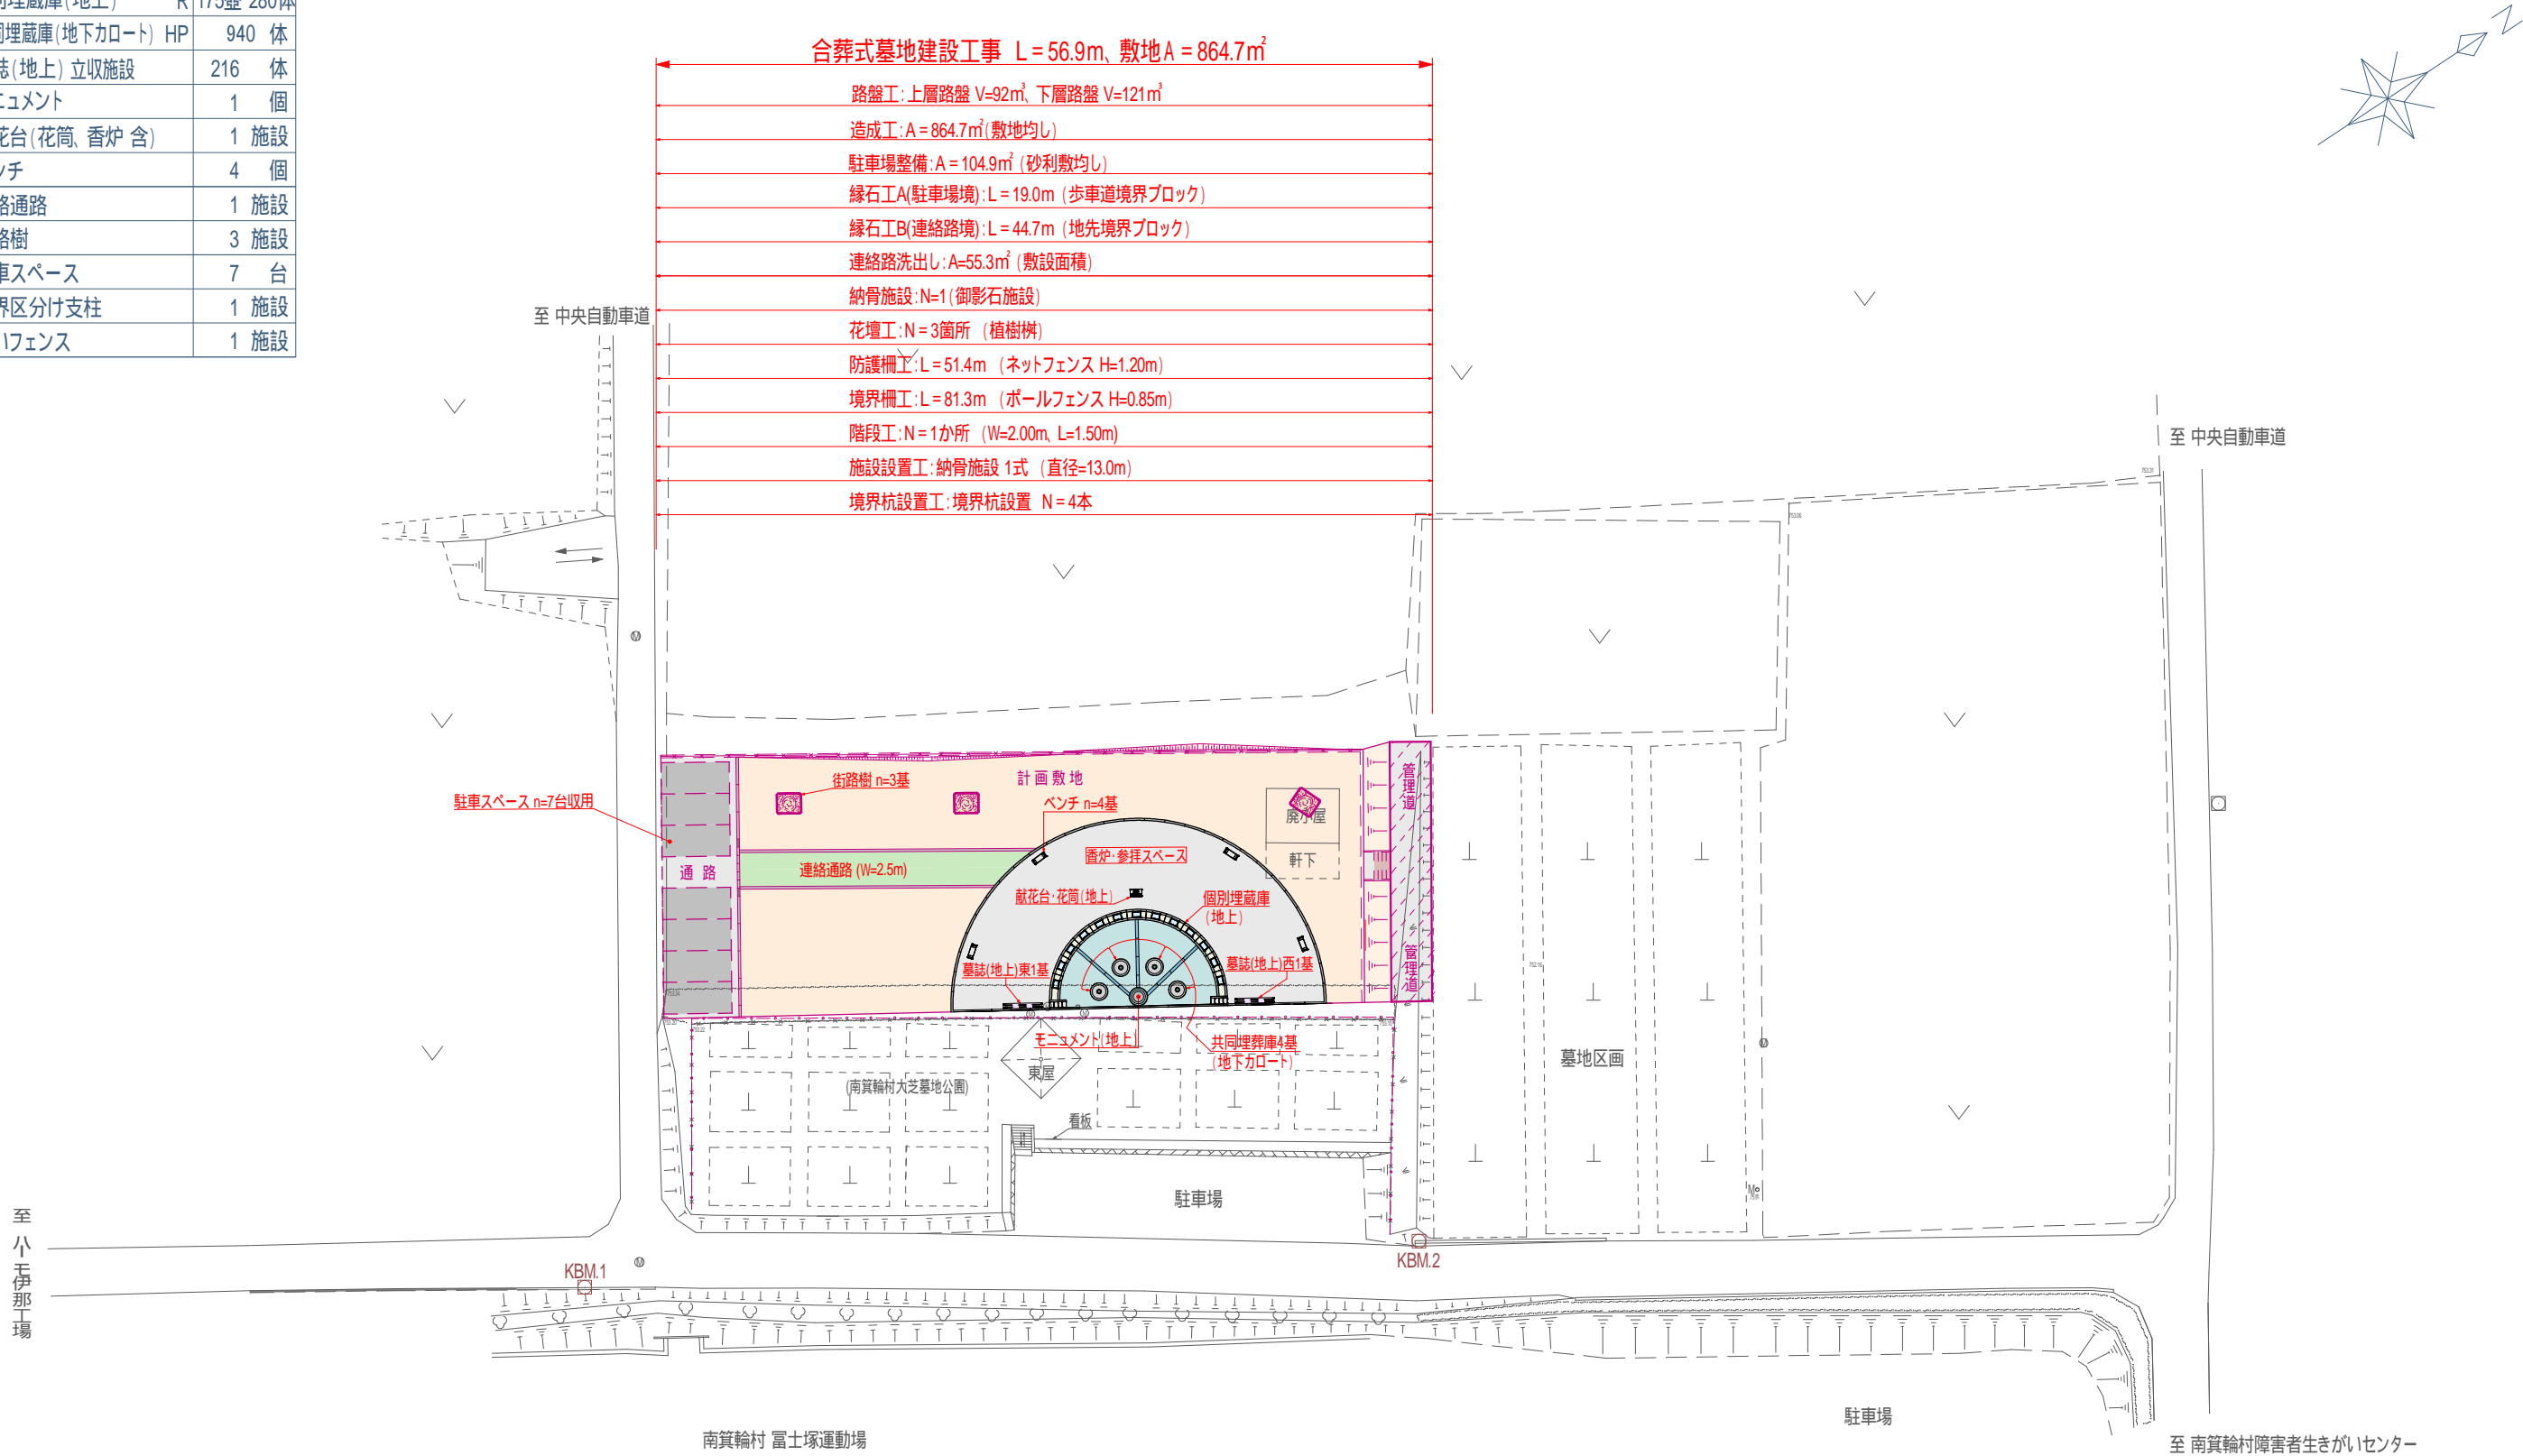 埋蔵庫(地上) R 175基 280体
埋蔵庫(地下カロート) HP 940 体
誌(地上) 立収施設 216 体
ニュメント 1 個
花台(花筒、香炉 含) 1 施設
ンチ 4 個
絡通路 1 施設
路樹 3 施設
車スペース 7 台
界区分け支柱 1 施設
フェンス 1 施設
合葬式墓地建設工事 L=56.9m、敷地A=864.7㎡
路盤工:上層路盤 V=92㎥、下層路盤 V=121㎥
造成工:A=864.7㎡(敷地均し)
駐車場整備:A=104.9㎡ (砂利敷均し)
縁石工A(駐車場境):L=19.0m (歩車道境界ブロック)
縁石工B(連絡路境):L=44.7m (地先境界ブロック)
連絡路洗出し:A=55.3㎡ (敷設面積)
納骨施設:N=1(御影石施設)
花壇工:N=3箇所 (植樹桝)
防護柵工:L=51.4m (ネットフェンス H=1.20m)
境界柵工:L=81.3m (ポールフェンス H=0.85m)
階段工:N=1か所 (W=2.00m、L=1.50m)
施設設置工:納骨施設 1式 (直径=13.0m)
境界杭設置工:境界杭設置 N=4本
N
至 中央自動車道
至 中央自動車道
753.31
753.06
街路樹 n=3基
計画敷地
管理道
駐車スペース n=7台収用
ベンチ n=4基
廃小屋
香炉・参拝スペース
軒下
通路
連絡通路 (W=2.5m)
献花台・花筒(地上)
個別埋蔵庫
(地上)
墓誌(地上)東1基
墓誌(地上)西1基
管理道
752.16
モニュメント(地上)
共同埋葬庫4基
(地下カロート)
墓地区画
東屋
(南箕輪村大芝墓地公園)
看板
駐車場
至 ハーモ伊那工場
KBM.1
KBM.2
駐車場
南箕輪村 冨士塚運動場
至 南箕輪村障害者生きがいセンター